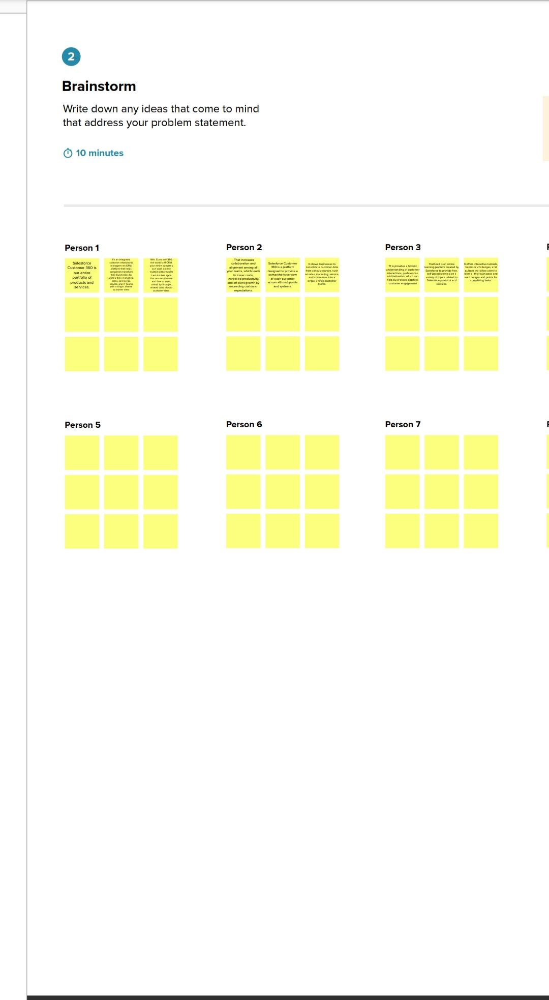 2
Brainstorm
Write down any ideas that come to mind
that address your problem statement.
10 minutes
Person 1
Salesforce
Customer 360 is
our entire
portfolio of
products and
services.
It's an integrated
customer relationship
management (CRM)
platform that helps
companies transform
their businesses by
uniting their marketing,
sales, commerce,
service, and IT teams
with a single, shared
customer view.
With Customer 360,
the world's #1 CRM,
your entire company
can work on one
trusted platform with
best-in-class apps
that are easy to use
and free to learn,
united by a single,
shared view of your
customer data.
Person 2
. That increases
collaboration and
alignment among all
your teams, which leads
to lower costs,
increased productivity,
and efficient growth by
exceeding customer
expectations.
Salesforce Customer
360 is a platform
designed to provide a
comprehensive view
of each customer
across all touchpoints
and systems.
It allows businesses to
consolidate customer data
from various sources, such
as sales, marketing, service,
and commerce, into a
single, unified customer
profile.
Person 3
This provides a holistic
understanding of customer
interactions, preferences,
and behaviors, which can
help businesses optimize
customer engagement
Trailhead is an online
learning platform created by
Salesforce to provide free,
self-paced learning on a
variety of topics related to
Salesforce products and
services.
It offers interactive tutorials,
hands-on challenges, and
quizzes that allow users to
learn at their own pace and
earn badges and points for
completing tasks.
Person 5
Person 6
Person 7